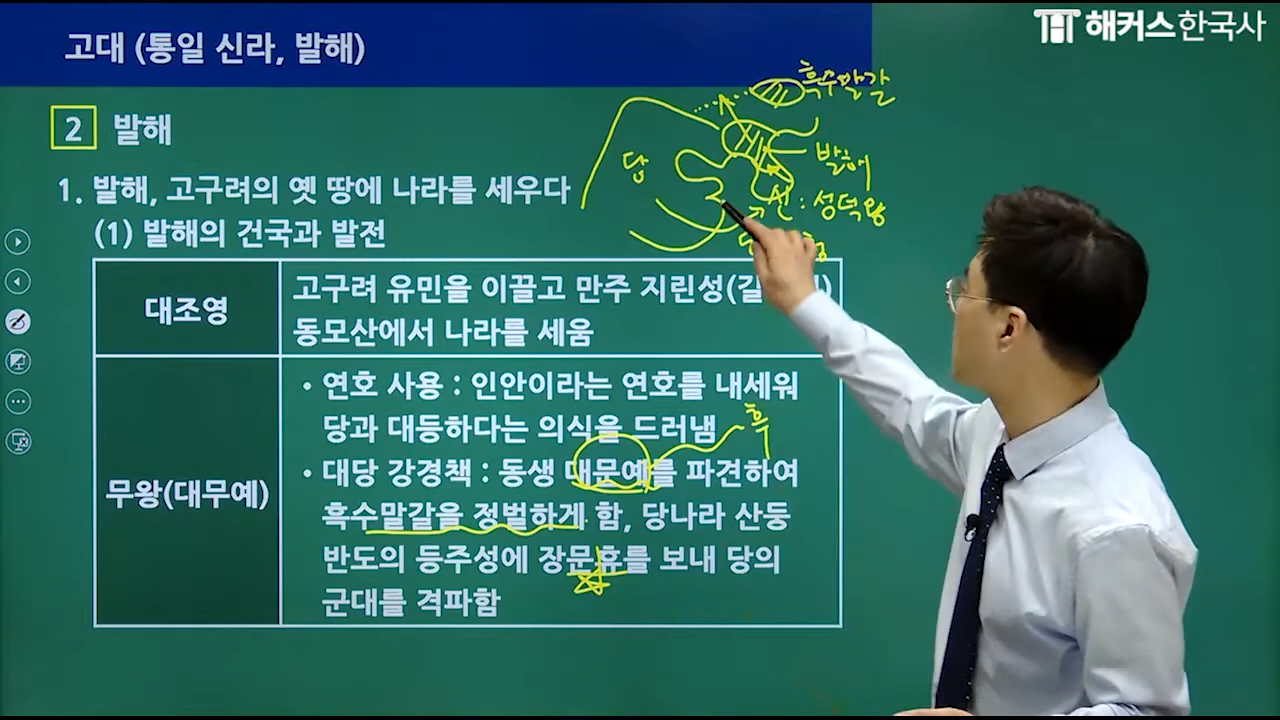 고대 (통일 신라, 발해)
해커스한국사
2 발해
흑수말갈
당
발해
신 : 성덕왕
1. 발해, 고구려의 옛 땅에 나라를 세우다
(1) 발해의 건국과 발전
대조영
고구려 유민을 이끌고 만주 지린성
동모산에서 나라를 세움
무왕(대무예)
• 연호 사용 : 인안이라는 연호를 내세워
당과 대등하다는 의식을 드러냄
흑
• 대당 강경책 : 동생 대문예를 파견하여
흑수말갈을 정벌하게 함, 당나라 산둥
반도의 등주성에 장문휴를 보내 당의
군대를 격파함